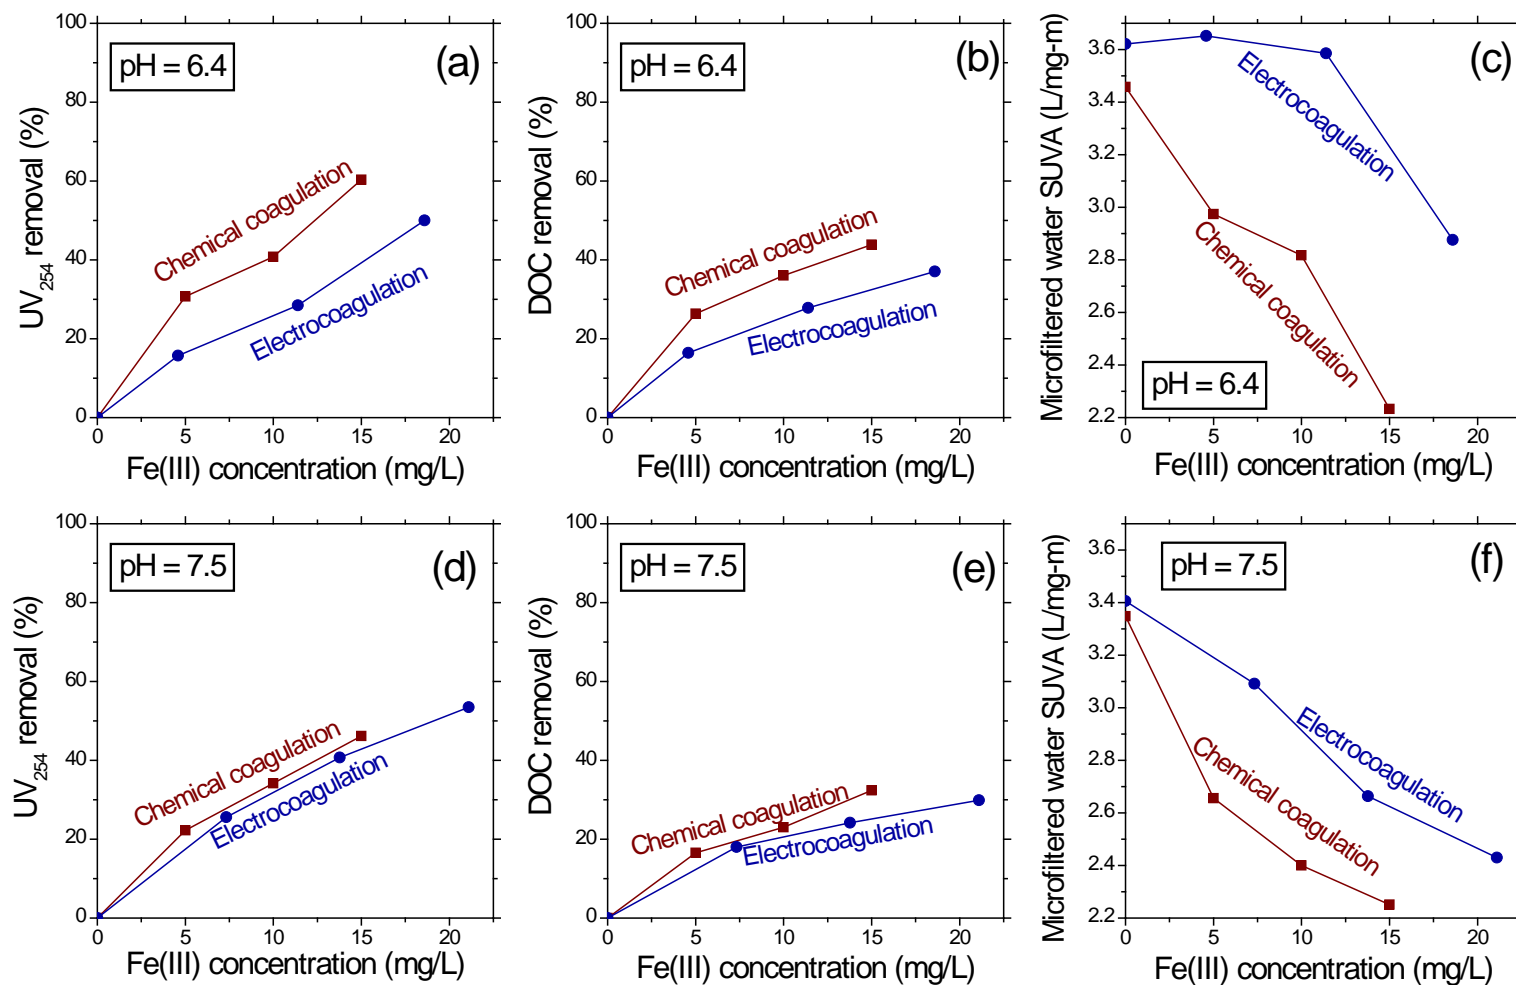 100
80
60
40
20
0
UV254 removal (%)
pH = 6.4
(a)
Chemical coagulation
Electrocoagulation
0 5 10 15 20
Fe(III) concentration (mg/L)
100
80
60
40
20
0
DOC removal (%)
pH = 6.4
(b)
Chemical coagulation
Electrocoagulation
0 5 10 15 20
Fe(III) concentration (mg/L)
3.6
3.4
3.2
3.0
2.8
2.6
2.4
2.2
Microfiltered water SUVA (L/mg-m)
(c)
Electrocoagulation
Chemical coagulation
pH = 6.4
0 5 10 15 20
Fe(III) concentration (mg/L)
100
80
60
40
20
0
UV254 removal (%)
pH = 7.5
(d)
Chemical coagulation
Electrocoagulation
0 5 10 15 20
Fe(III) concentration (mg/L)
100
80
60
40
20
0
DOC removal (%)
pH = 7.5
(e)
Chemical coagulation
Electrocoagulation
0 5 10 15 20
Fe(III) concentration (mg/L)
3.6
3.4
3.2
3.0
2.8
2.6
2.4
2.2
Microfiltered water SUVA (L/mg-m)
pH = 7.5
(f)
Electrocoagulation
Chemical coagulation
0 5 10 15 20
Fe(III) concentration (mg/L)